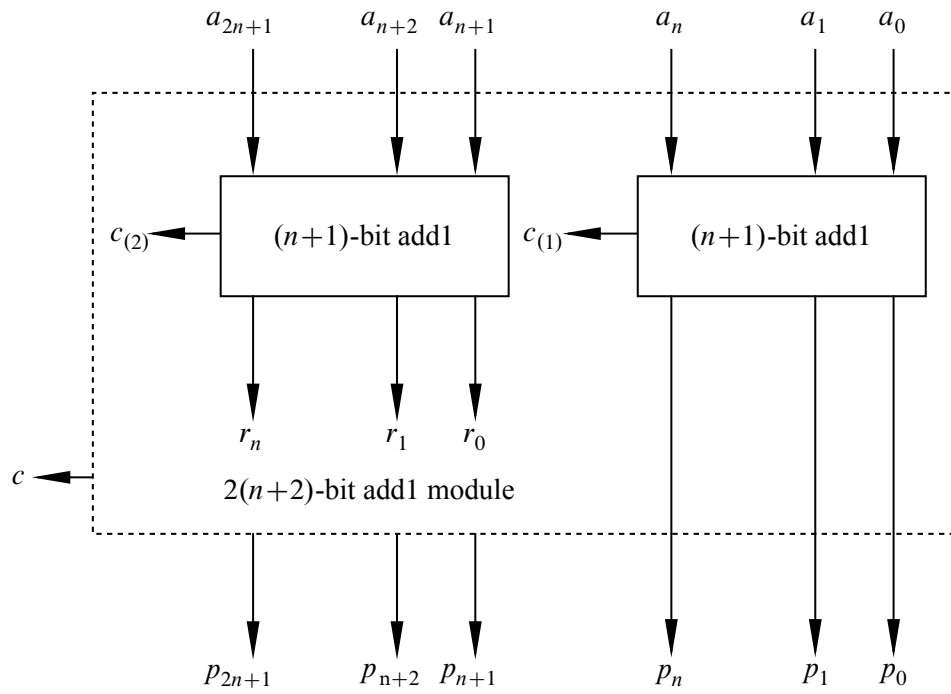 a_{2n+1} a_{n+2} a_{n+1} a_n a_1 a_0
c_{(2)} (n+1)-bit add1 c_{(1)} (n+1)-bit add1
r_n r_1 r_0
c 2(n+2)-bit add1 module
p_{2n+1} p_{n+2} p_{n+1} p_n p_1 p_0